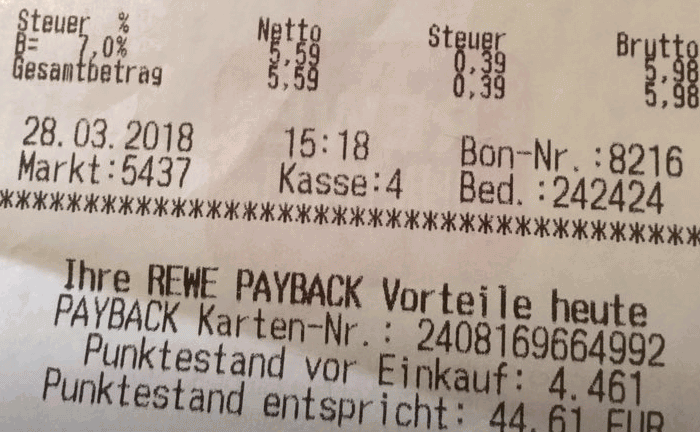 Steuer % Netto Steuer Brutto
B= 7,0% 5,59 0,39 5,98
Gesamtbetrag 5,59 0,39 5,98
28.03.2018 15:18 Bon-Nr.:8216
Markt:5437 Kasse:4 Bed.:242424
****************************************
Ihre REWE PAYBACK Vorteile heute
PAYBACK Karten-Nr.: 2408169664992
Punktestand vor Einkauf: 4.461
Punktestand entspricht: 44,61 EUR